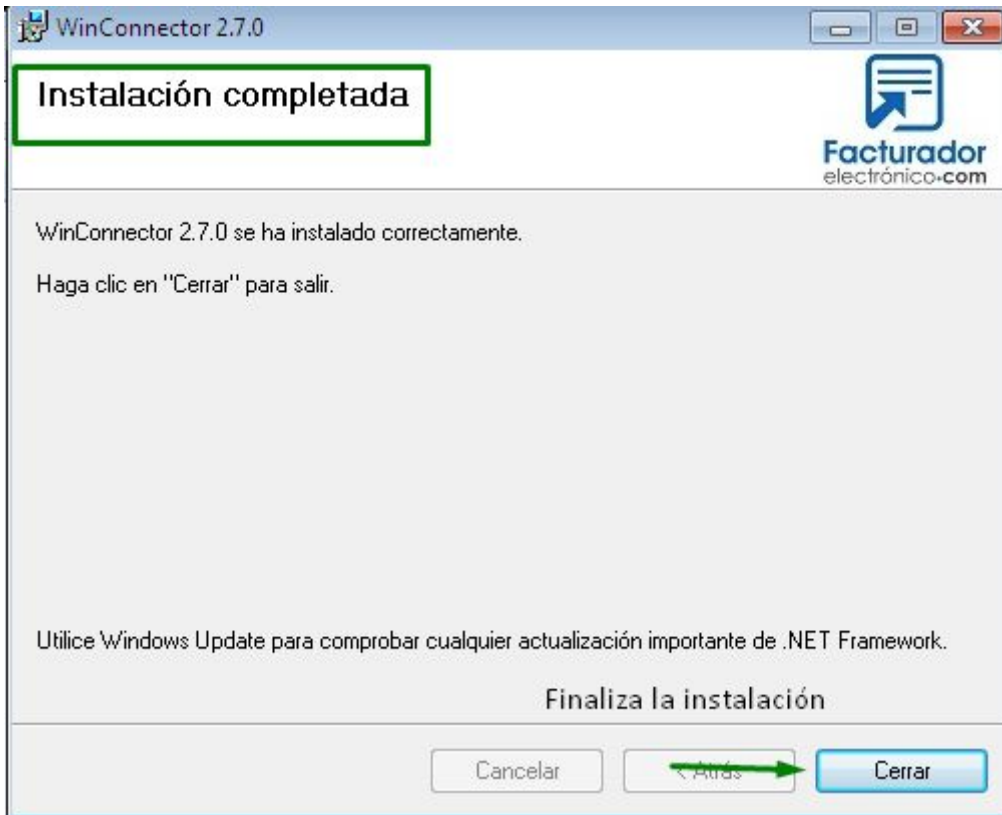 WinConnector 2.7.0
Instalación completada
Facturador
electrónico.com
WinConnector 2.7.0 se ha instalado correctamente.
Haga clic en "Cerrar" para salir.
Utilice Windows Update para comprobar cualquier actualización importante de .NET Framework.
Finaliza la instalación
Cancelar
< Atrás
Cerrar